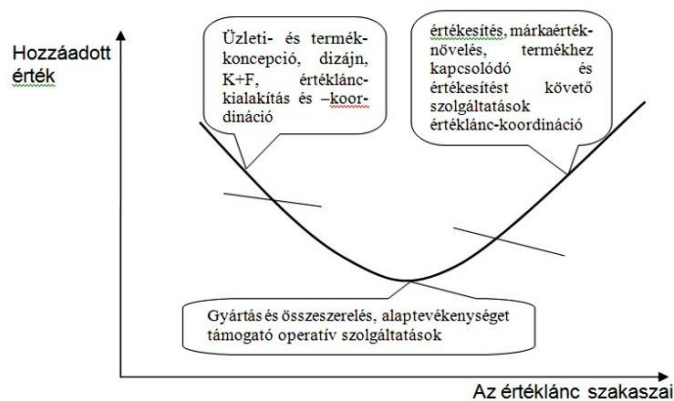 Hozzáadott
érték
Üzleti- és termék-
koncepció, dizájn,
K+F, értéklánc-
kialakítás és –koor-
dináció
értékesítés, márkaérték-
növelés, termékhez
kapcsolódó és
értékesítést követő
szolgáltatások
értéklánc-koordináció
Gyártás és összeszerelés, alaptevékenységet
támogató operatív szolgáltatások
Az értéklánc szakaszai